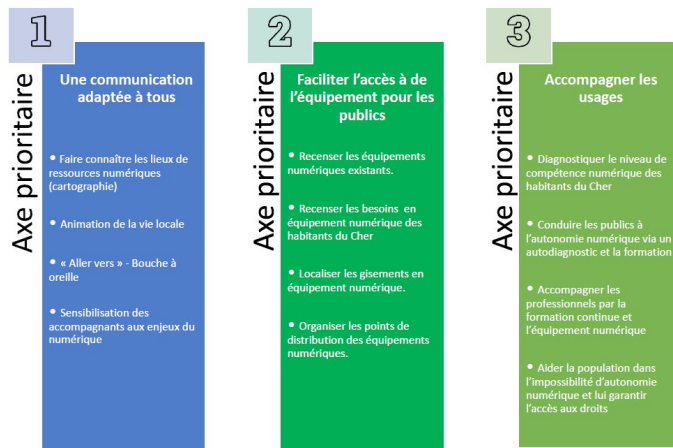 1
Axe prioritaire
Une communication
adaptée à tous
• Faire connaître les lieux de
ressources numériques
(cartographie)
• Animation de la vie locale
• « Aller vers » - Bouche à
oreille
• Sensibilisation des
accompagnants aux enjeux du
numérique
2
Axe prioritaire
Faciliter l'accès à de
l'équipement pour les
publics
• Recenser les équipements
numériques existants.
• Recenser les besoins en
équipement numérique des
habitants du Cher
• Localiser les gisements en
équipement numérique.
• Organiser les points de
distribution des équipements
numériques.
3
Axe prioritaire
Accompagner les
usages
• Diagnostiquer le niveau de
compétence numérique des
habitants du Cher
• Conduire les publics à
l'autonomie numérique via un
autodiagnostic et la formation
• Accompagner les
professionnels par la
formation continue et
l'équipement numérique
• Aider la population dans
l'impossibilité d'autonomie
numérique et lui garantir
l'accès aux droits